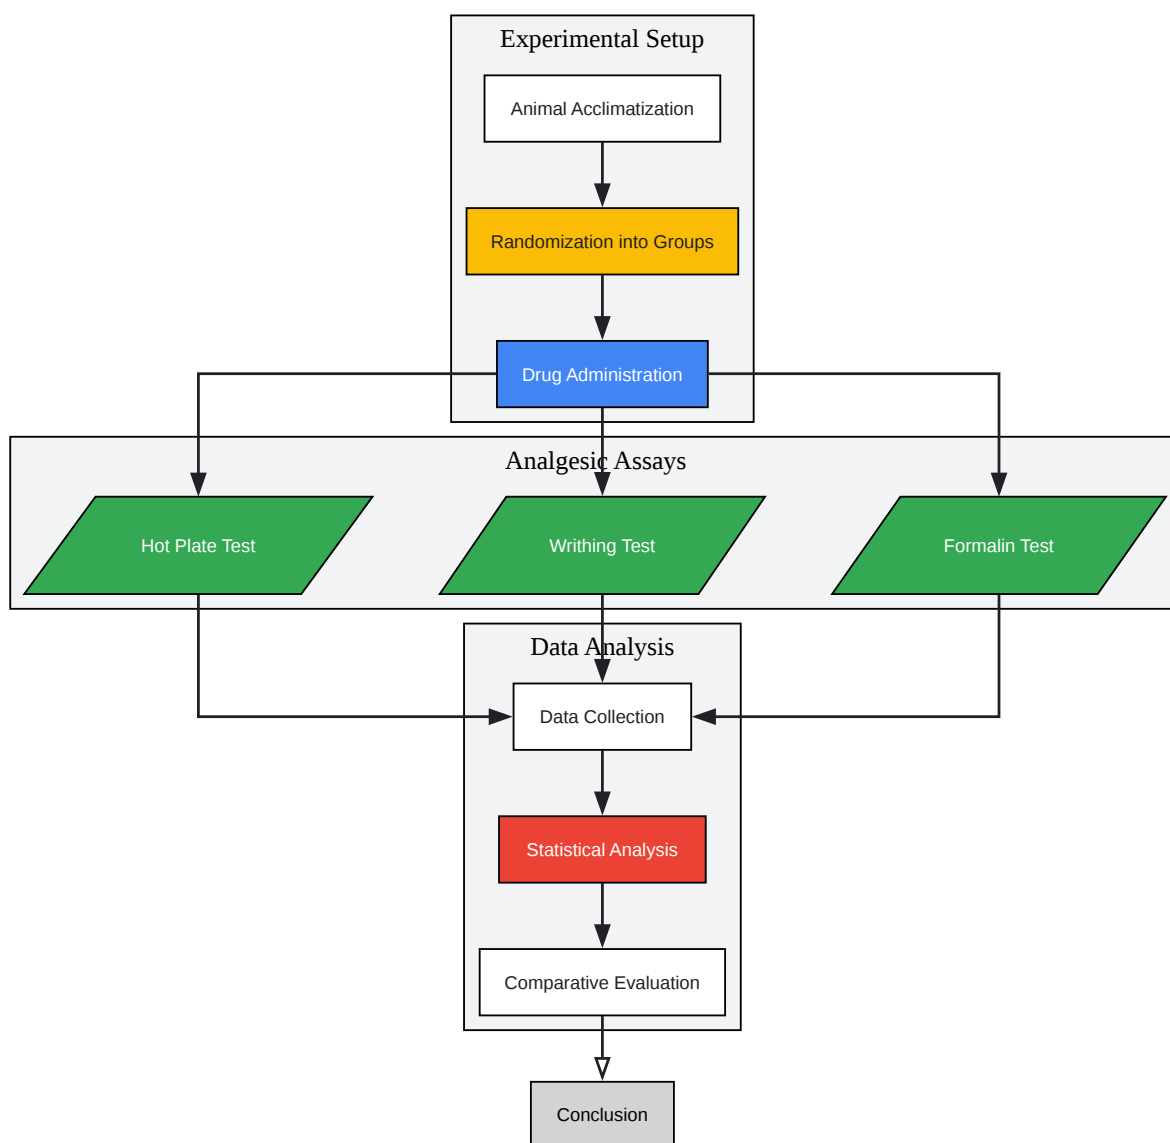 Experimental Setup
Animal Acclimatization
Randomization into Groups
Drug Administration
Analgesic Assays
Hot Plate Test
Writhing Test
Formalin Test
Data Analysis
Data Collection
Statistical Analysis
Comparative Evaluation
Conclusion